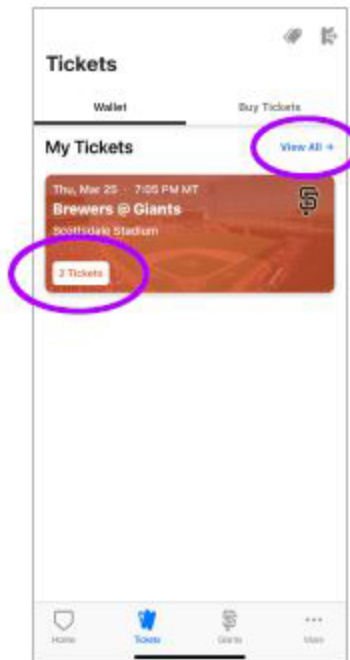 Tickets
Wallet
Buy Tickets
My Tickets
View All →
Thu, Mar 25 · 7:05 PM MT
Brewers @ Giants
SF
Scottsdale Stadium
2 Tickets
Home
Tickets
Giants
More